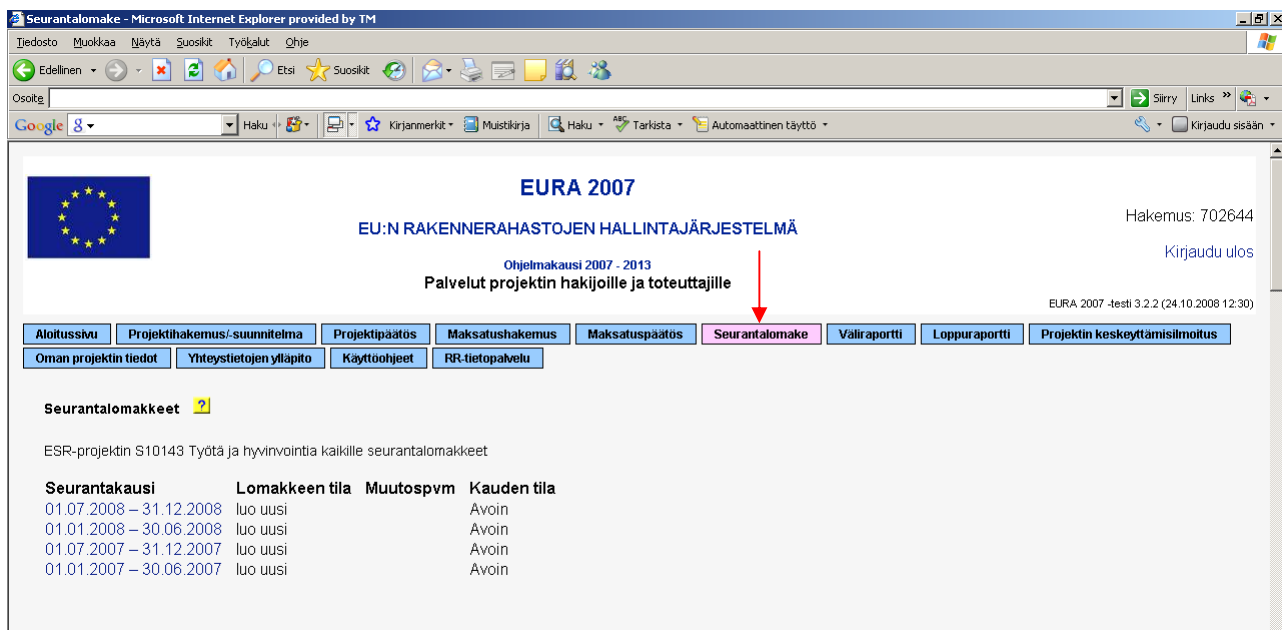 Seurantalomake - Microsoft Internet Explorer provided by TM
Tiedosto Muokkaa Näytä Suosikit Työkalut Ohje
Edellinen Etsi Suosikit
Osoite Siirry Links »
Google Haku Kirjanmerkit Muistikirja Haku Tarkista Automaattinen täyttö Kirjaudu sisään
EURA 2007
EU:N RAKENNERAHASTOJEN HALLINTAJÄRJESTELMÄ
Hakemus: 702644
Kirjaudu ulos
Ohjelmakausi 2007 - 2013
Palvelut projektin hakijoille ja toteuttajille
EURA 2007 -testi 3.2.2 (24.10.2008 12:30)
Aloitussivu Projektihakemus/-suunnitelma Projektipäätös Maksatushakemus Maksatuspäätös Seurantalomake Väliraportti Loppuraportti Projektin keskeyttämisilmoitus
Oman projektin tiedot Yhteystietojen ylläpito Käyttöohjeet RR-tietopalvelu
Seurantalomakkeet ?
ESR-projektin S10143 Työtä ja hyvinvointia kaikille seurantalomakkeet
Seurantakausi Lomakkeen tila Muutospvm Kauden tila
01.07.2008 – 31.12.2008 luo uusi Avoin
01.01.2008 – 30.06.2008 luo uusi Avoin
01.07.2007 – 31.12.2007 luo uusi Avoin
01.01.2007 – 30.06.2007 luo uusi Avoin